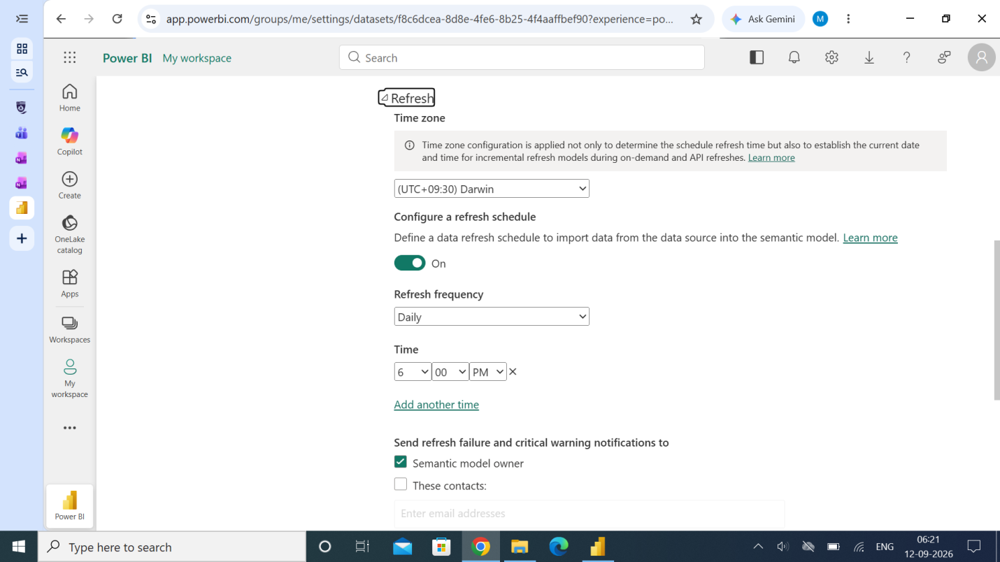 app.powerbi.com/groups/me/settings/datasets/f8c6dcea-8d8e-4fe6-8b25-4f4aaffbef90?experience=po...
Ask Gemini
M
Power BI
My workspace
Search
Home
Copilot
Create
OneLake
catalog
Apps
Workspaces
My
workspace
Power BI
Refresh
Time zone
Time zone configuration is applied not only to determine the schedule refresh time but also to establish the current date
and time for incremental refresh models during on-demand and API refreshes. Learn more
(UTC+09:30) Darwin
Configure a refresh schedule
Define a data refresh schedule to import data from the data source into the semantic model. Learn more
On
Refresh frequency
Daily
Time
6 00 PM
Add another time
Send refresh failure and critical warning notifications to
Semantic model owner
These contacts:
Enter email addresses
Type here to search
ENG
06:21
12-09-2026